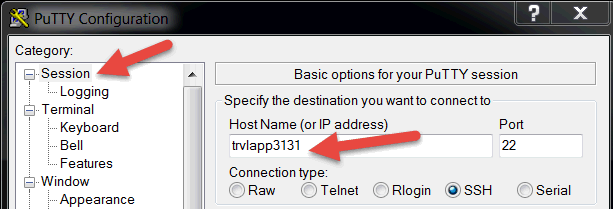 PuTTY Configuration
?
Category:
Session
Logging
Terminal
Keyboard
Bell
Features
Window
Appearance
Basic options for your PuTTY session
Specify the destination you want to connect to
Host Name (or IP address) Port
trvlapp3131 22
Connection type:
Raw Telnet Rlogin SSH Serial